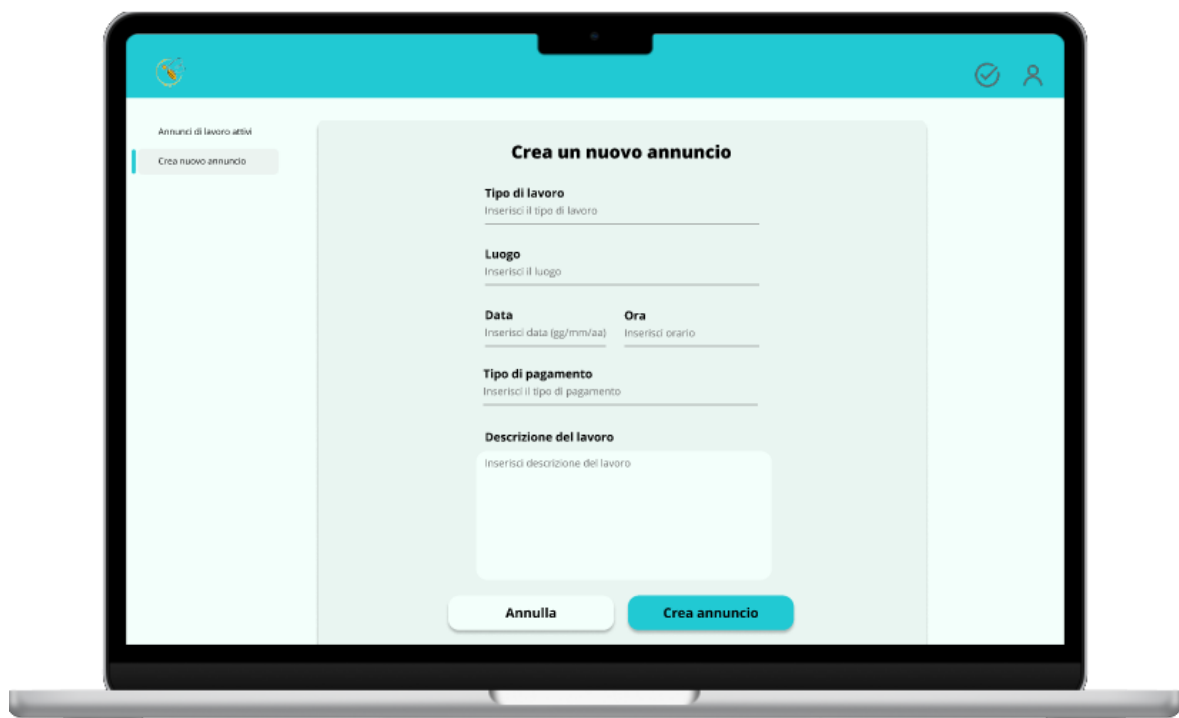 Annunci di lavoro attivi
Crea nuovo annuncio
Crea un nuovo annuncio
Tipo di lavoro
Inserisci il tipo di lavoro
Luogo
Inserisci il luogo
Data
Inserisci data (gg/mm/aa)
Ora
Inserisci orario
Tipo di pagamento
Inserisci il tipo di pagamento
Descrizione del lavoro
Inserisci descrizione del lavoro
Annulla
Crea annuncio